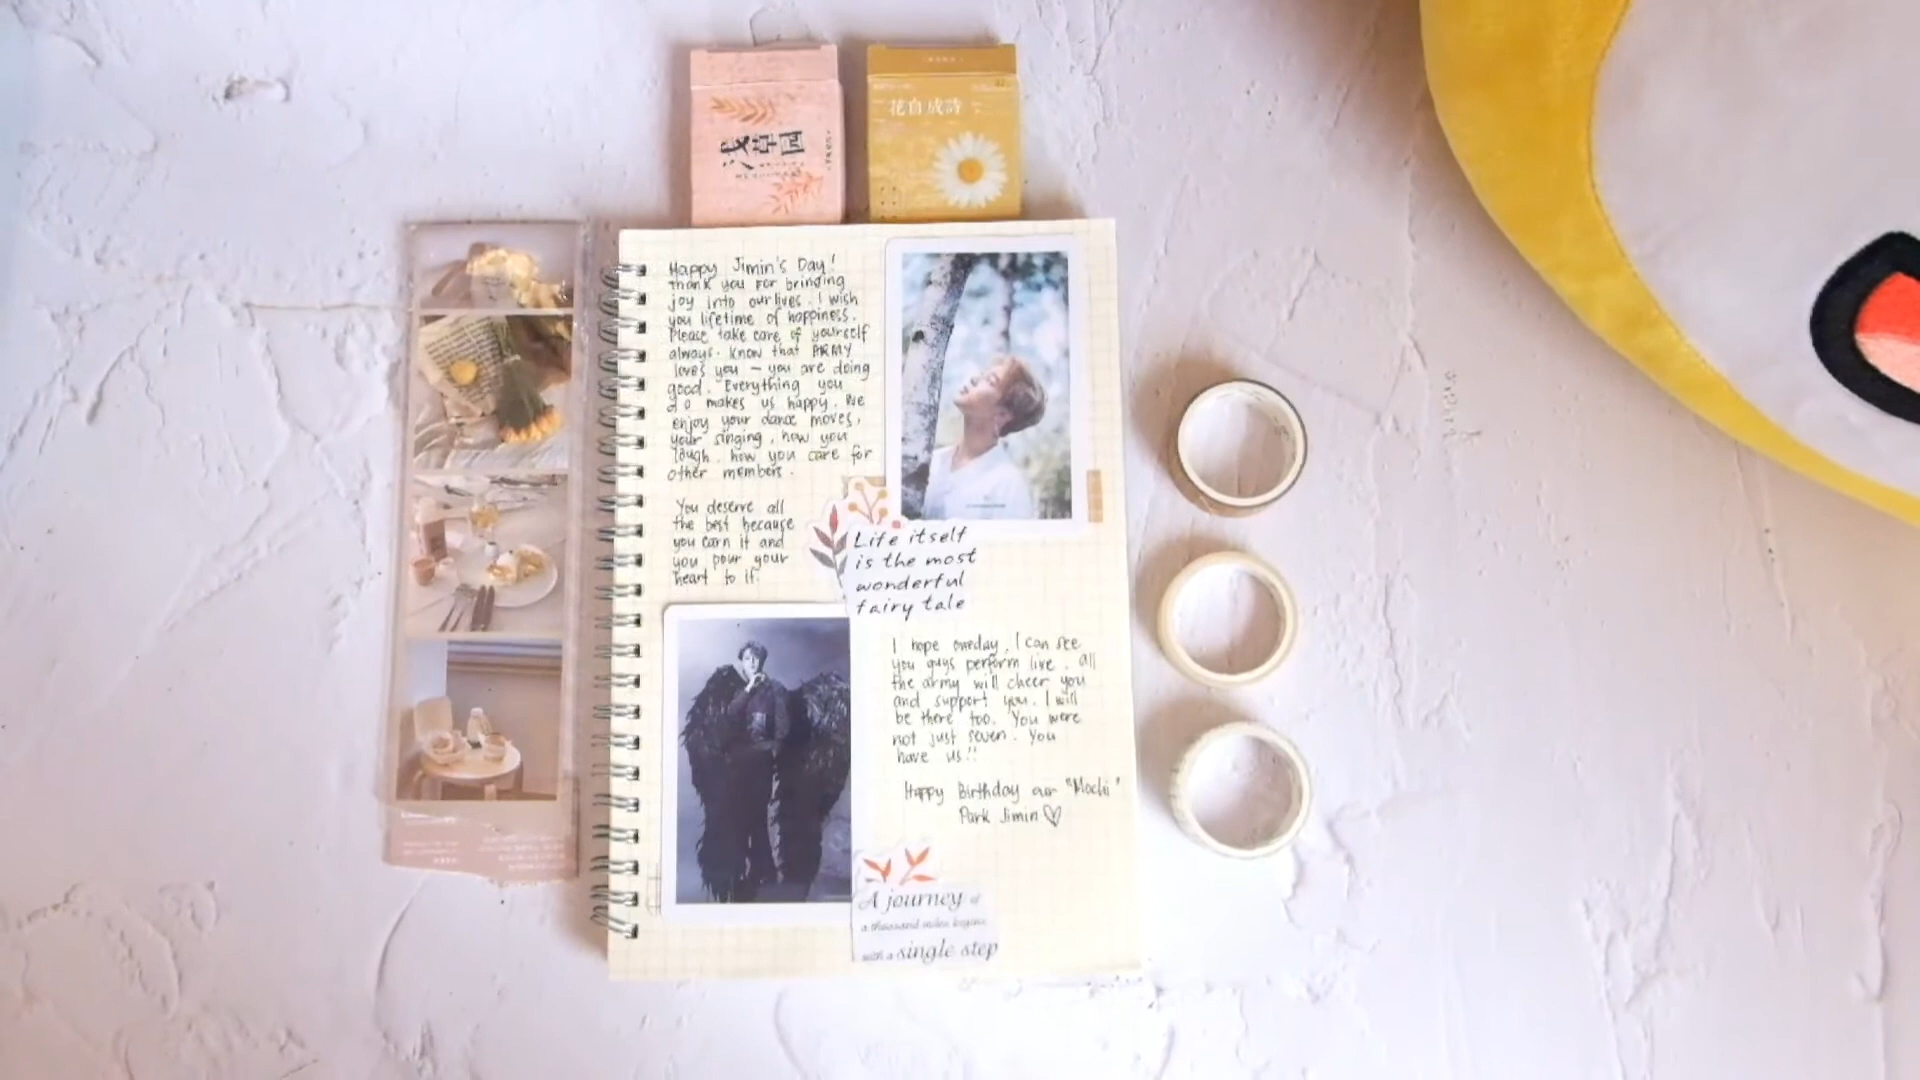 浅草园
花自成詩
Happy Jimin's Day!
thank you for bringing
joy into our lives. I wish
you lifetime of happiness.
Please take care of yourself
always. Know that ARMY
loves you – you are doing
good. Everything you
do makes us happy. We
enjoy your dance moves,
your singing, how you
laugh. how you care for
other members.
You deserve all
the best because
you earn it and
you pour your
heart to it.
Life itself
is the most
wonderful
fairy tale
I hope oneday, I can see
you guys perform live. all
the army will cheer you
and support you. I will
be there too. You were
not just seven. You
have us!!
Happy Birthday our "Mochi"
Park Jimin♡
A journey of
a thousand miles begins
with a single step